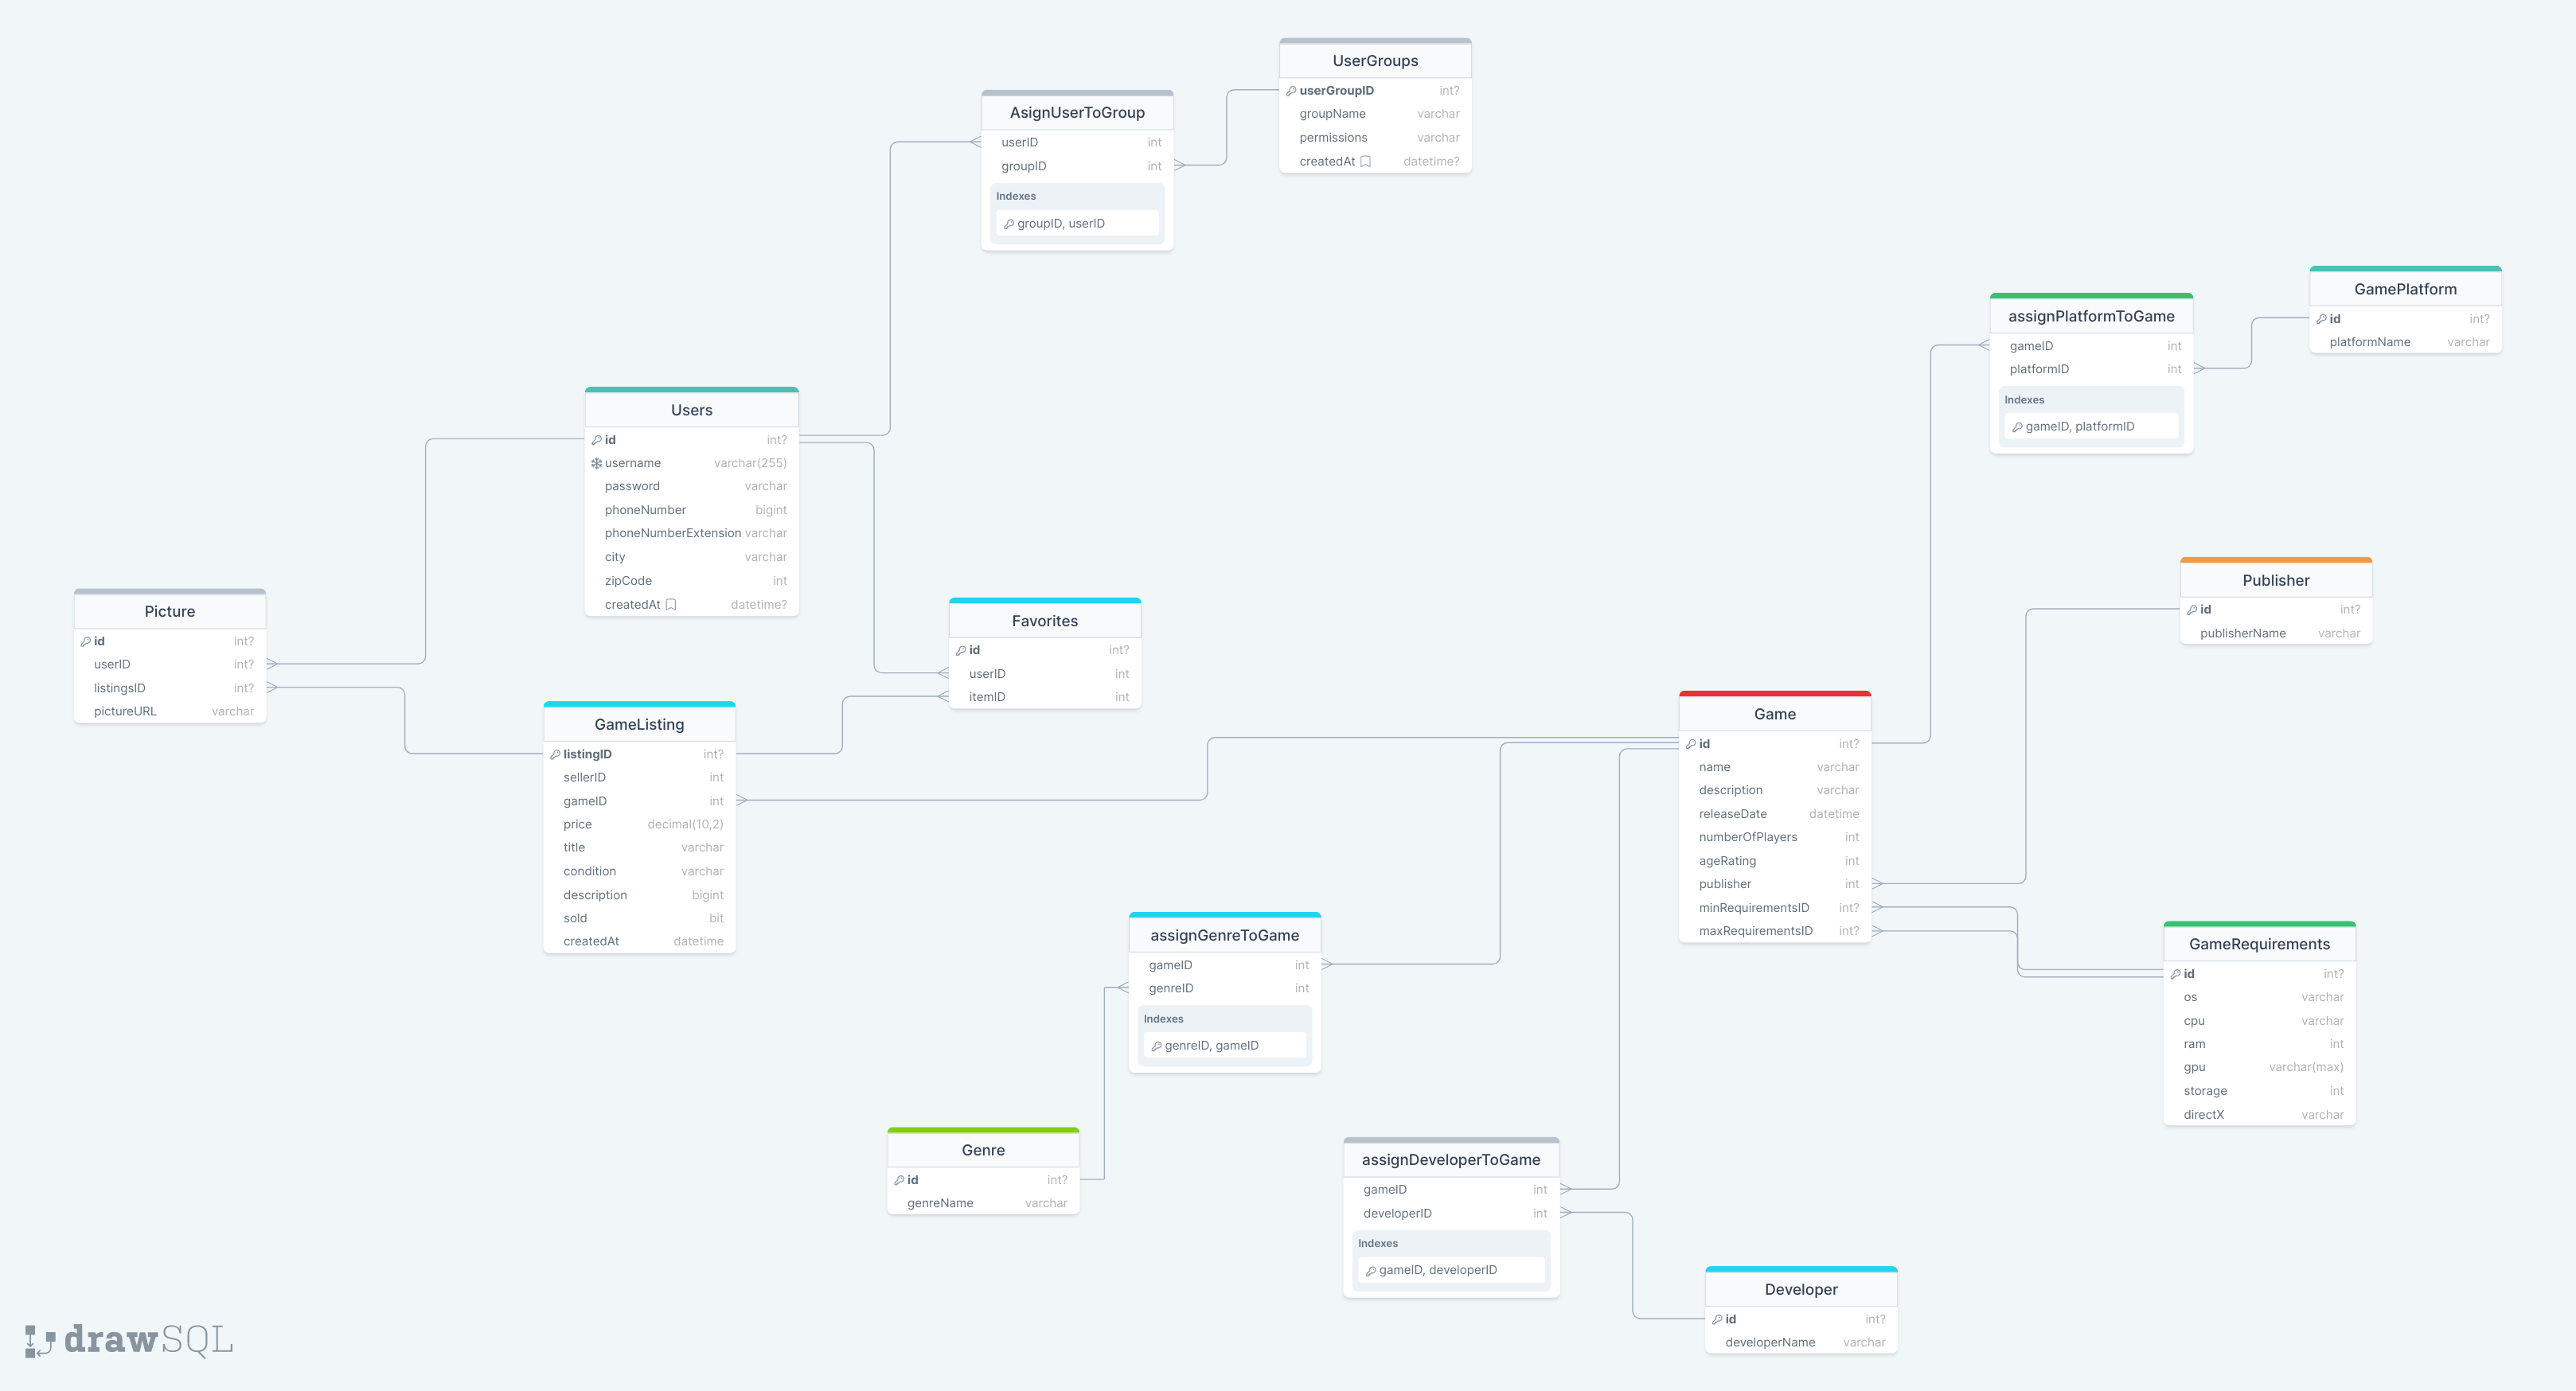 UserGroups
userGroupID int?
groupName varchar
permissions varchar
createdAt datetime?
AsignUserToGroup
userID int
groupID int
Indexes
groupID, userID
GamePlatform
id int?
platformName varchar
assignPlatformToGame
gameID int
platformID int
Indexes
gameID, platformID
Users
id int?
username varchar(255)
password varchar
phoneNumber bigint
phoneNumberExtension varchar
city varchar
zipCode int
createdAt datetime?
Publisher
id int?
publisherName varchar
Picture
id int?
userID int?
listingsID int?
pictureURL varchar
Favorites
id int?
userID int
itemID int
GameListing
listingID int?
sellerID int
gameID int
price decimal(10,2)
title varchar
condition varchar
description bigint
sold bit
createdAt datetime
Game
id int?
name varchar
description varchar
releaseDate datetime
numberOfPlayers int
ageRating int
publisher int
minRequirementsID int?
maxRequirementsID int?
assignGenreToGame
gameID int
genreID int
Indexes
genreID, gameID
GameRequirements
id int?
os varchar
cpu varchar
ram int
gpu varchar(max)
storage int
directX varchar
Genre
id int?
genreName varchar
assignDeveloperToGame
gameID int
developerID int
Indexes
gameID, developerID
Developer
id int?
developerName varchar
drawSQL